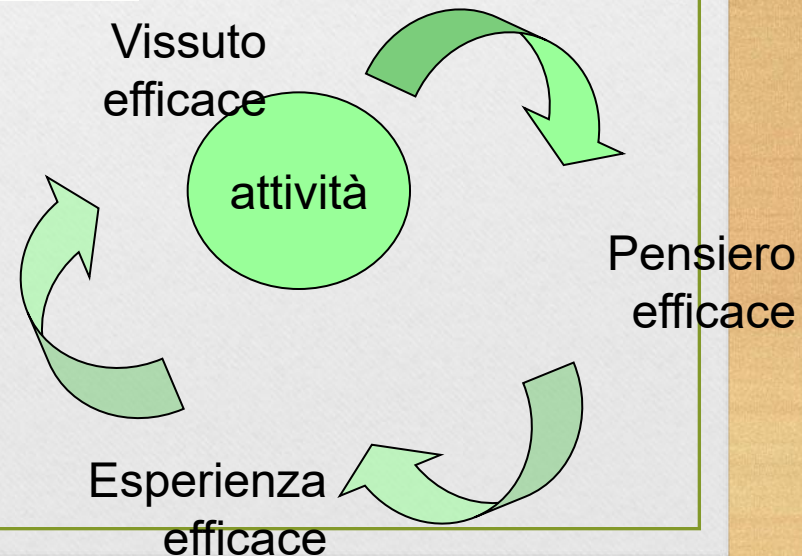 Vissuto
efficace
attività
Pensiero
efficace
Esperienza
efficace